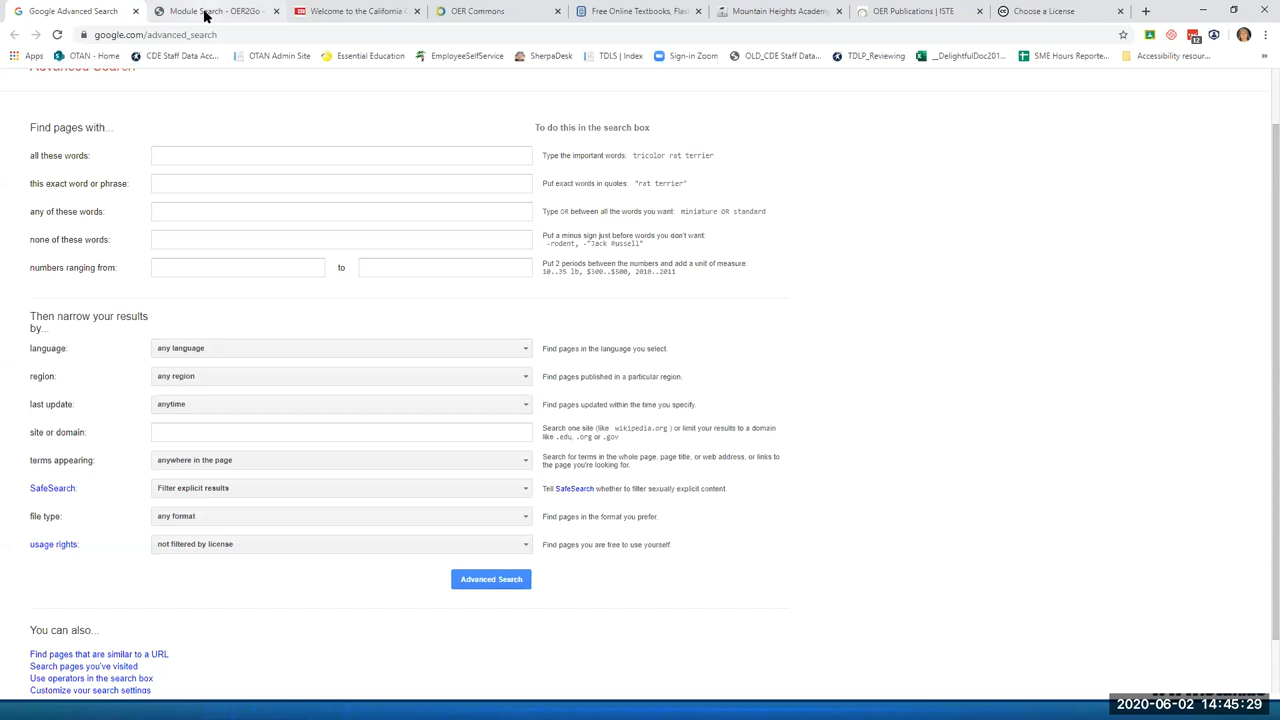 Google Advanced Search
Module Search - OER2Go
Welcome to the California C
OER Commons
Free Online Textbooks, Flas
Mountain Heights Academy
OER Publications | ISTE
Choose a License
google.com/advanced_search
12
Apps
OTAN - Home
CDE Staff Data Acc...
OTAN Admin Site
Essential Education
EmployeeSelfService
SherpaDesk
TDLS | Index
Sign-in Zoom
OLD_CDE Staff Data...
TDLP_Reviewing
__DelightfulDoc201...
SME Hours Reporte...
Accessibility resour...
Advanced Search
Find pages with...
To do this in the search box
all these words:
Type the important words: tricolor rat terrier
this exact word or phrase:
Put exact words in quotes: "rat terrier"
any of these words:
Type OR between all the words you want: miniature OR standard
none of these words:
Put a minus sign just before words you don't want:
-rodent, -"Jack Russell"
numbers ranging from:
to
Put 2 periods between the numbers and add a unit of measure:
10..35 lb, $300..$500, 2010..2011
Then narrow your results
by...
language:
any language
Find pages in the language you select.
region:
any region
Find pages published in a particular region.
last update:
anytime
Find pages updated within the time you specify.
site or domain:
Search one site (like wikipedia.org ) or limit your results to a domain
like .edu, .org or .gov
terms appearing:
anywhere in the page
Search for terms in the whole page, page title, or web address, or links to
the page you're looking for.
SafeSearch:
Filter explicit results
Tell SafeSearch whether to filter sexually explicit content.
file type:
any format
Find pages in the format you prefer.
usage rights:
not filtered by license
Find pages you are free to use yourself.
Advanced Search
You can also...
Find pages that are similar to a URL
Search pages you've visited
Use operators in the search box
Customize your search settings
2020-06-02 14:45:29